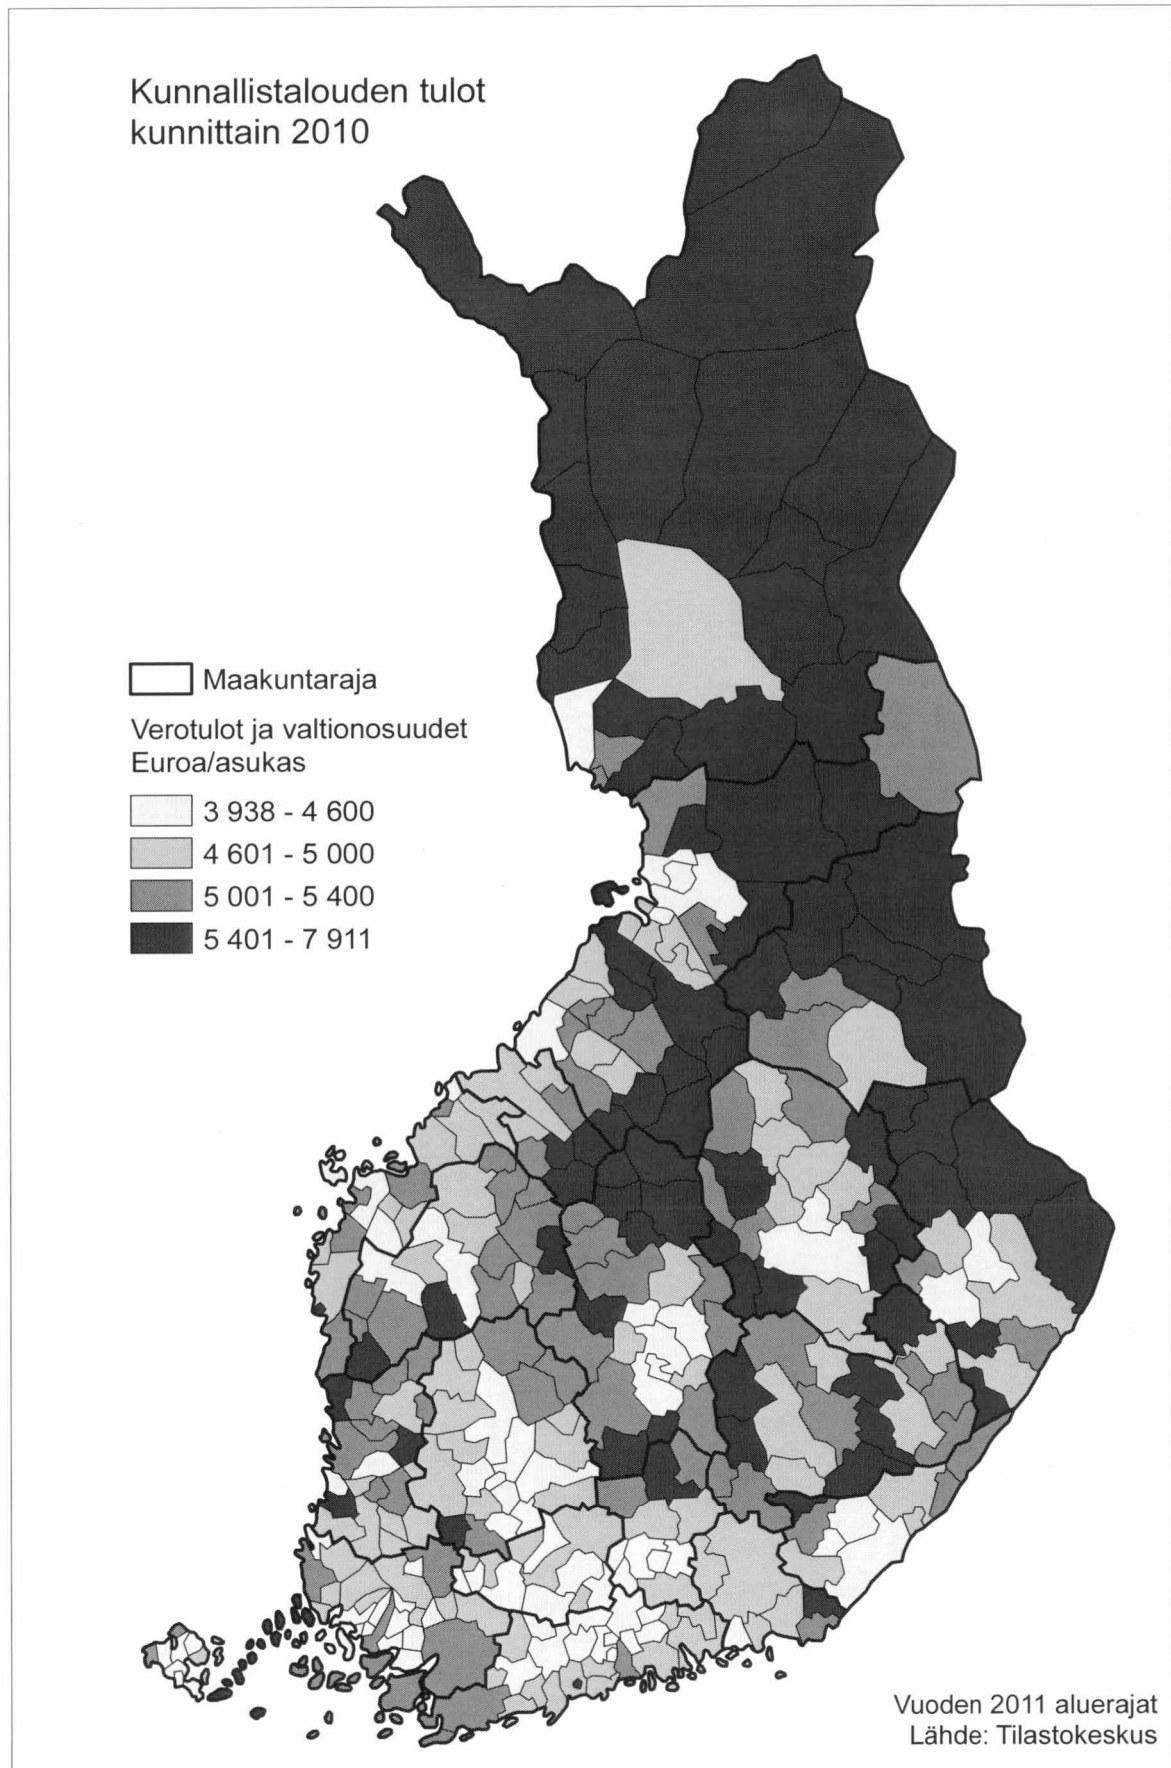 Kunnallistalouden tulot
kunnittain 2010
Maakuntaraja
Verotulot ja valtionosuudet
Euroa/asukas
3 938 - 4 600
4 601 - 5 000
5 001 - 5 400
5 401 - 7 911
Vuoden 2011 aluerajat
Lähde: Tilastokeskus